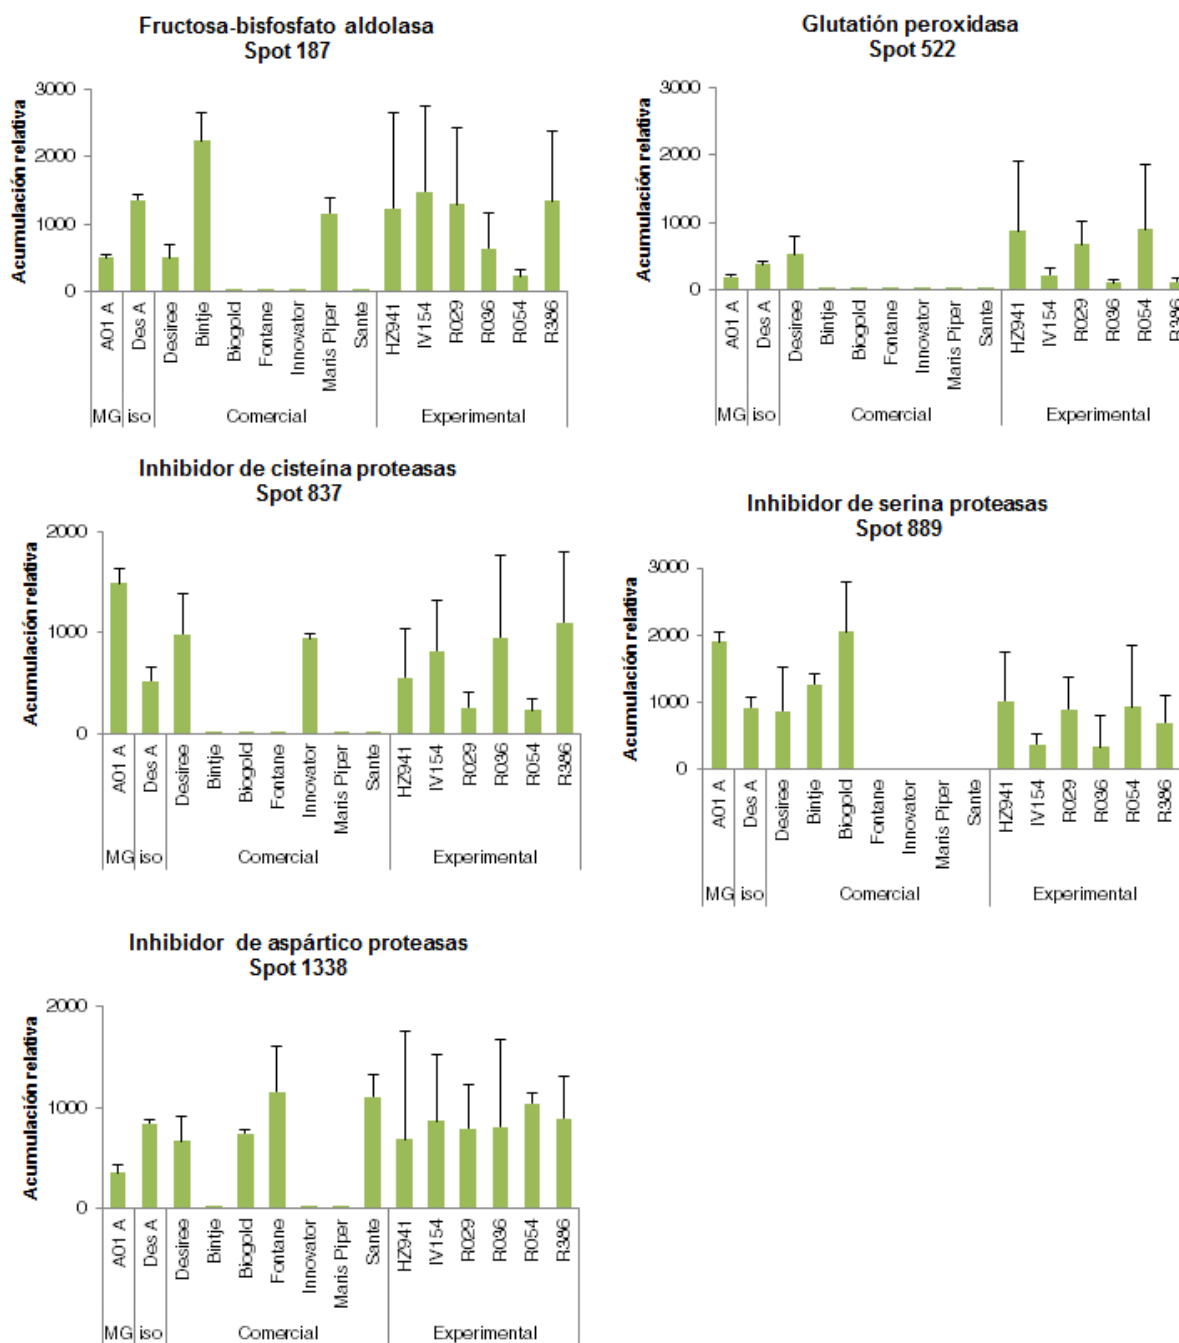 Fructosa-bisfosfato aldolasa
Spot 187
Acumulación relativa
3000
2000
1000
0
A01 A
Des A
Desiree
Bintje
Biogold
Fontane
Innovator
Maris Piper
Sante
HZ941
IV154
R029
R036
R054
R386
MG iso Comercial Experimental
Glutatión peroxidasa
Spot 522
Acumulación relativa
3000
2000
1000
0
A01 A
Des A
Desiree
Bintje
Biogold
Fontane
Innovator
Maris Piper
Sante
HZ941
IV154
R029
R036
R054
R386
MG iso Comercial Experimental
Inhibidor de cisteína proteasas
Spot 837
Acumulación relativa
2000
1000
0
A01 A
Des A
Desiree
Bintje
Biogold
Fontane
Innovator
Maris Piper
Sante
HZ941
IV154
R029
R036
R054
R386
MG iso Comercial Experimental
Inhibidor de serina proteasas
Spot 889
Acumulación relativa
3000
2000
1000
0
A01 A
Des A
Desiree
Bintje
Biogold
Fontane
Innovator
Maris Piper
Sante
HZ941
IV154
R029
R036
R054
R386
MG iso Comercial Experimental
Inhibidor de aspártico proteasas
Spot 1338
Acumulación relativa
2000
1000
0
A01 A
Des A
Desiree
Bintje
Biogold
Fontane
Innovator
Maris Piper
Sante
HZ941
IV154
R029
R036
R054
R386
MG iso Comercial Experimental